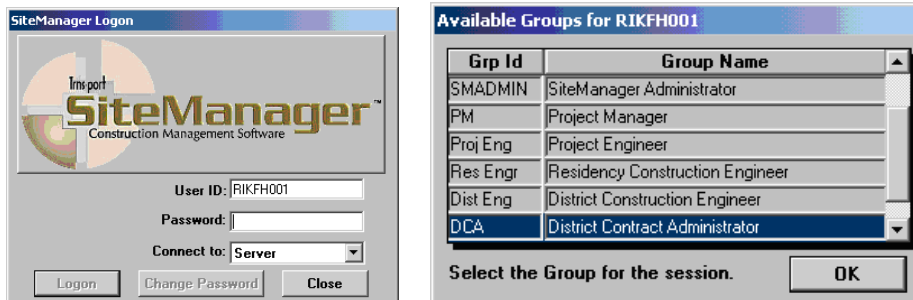 SiteManager Logon
Trns·port
SiteManager™
Construction Management Software
User ID: RIKFH001
Password:
Connect to: Server
Logon Change Password Close
Available Groups for RIKFH001
Grp Id Group Name
SMADMIN SiteManager Administrator
PM Project Manager
Proj Eng Project Engineer
Res Engr Residency Construction Engineer
Dist Eng District Construction Engineer
DCA District Contract Administrator
Select the Group for the session. OK